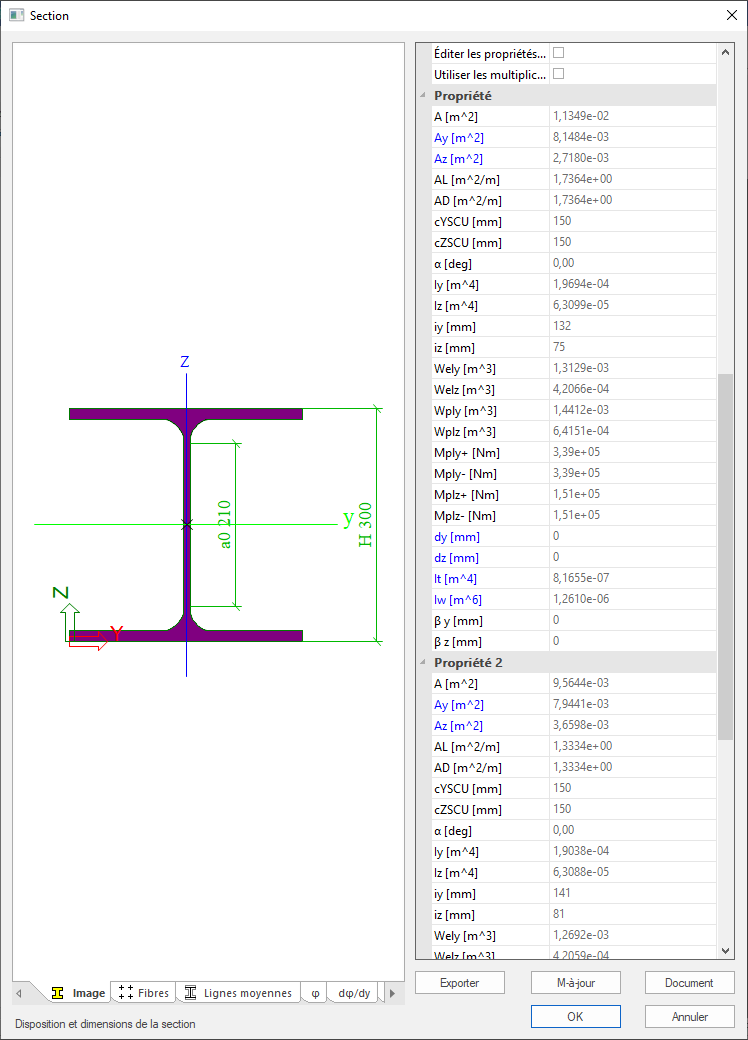 Section
Z
y
a0 210
H 300
Z
Y
Image
Fibres
Lignes moyennes
φ
dφ/dy
Disposition et dimensions de la section
Éditer les propriétés...
Utiliser les multiplic...
Propriété
A [m^2] 1,1349e-02
Ay [m^2] 8,1484e-03
Az [m^2] 2,7180e-03
AL [m^2/m] 1,7364e+00
AD [m^2/m] 1,7364e+00
cYSCU [mm] 150
cZSCU [mm] 150
α [deg] 0,00
Iy [m^4] 1,9694e-04
Iz [m^4] 6,3099e-05
iy [mm] 132
iz [mm] 75
Wely [m^3] 1,3129e-03
Welz [m^3] 4,2066e-04
Wply [m^3] 1,4412e-03
Wplz [m^3] 6,4151e-04
Mply+ [Nm] 3,39e+05
Mply- [Nm] 3,39e+05
Mplz+ [Nm] 1,51e+05
Mplz- [Nm] 1,51e+05
dy [mm] 0
dz [mm] 0
It [m^4] 8,1655e-07
Iw [m^6] 1,2610e-06
β y [mm] 0
β z [mm] 0
Propriété 2
A [m^2] 9,5644e-03
Ay [m^2] 7,9441e-03
Az [m^2] 3,6598e-03
AL [m^2/m] 1,3334e+00
AD [m^2/m] 1,3334e+00
cYSCU [mm] 150
cZSCU [mm] 150
α [deg] 0,00
Iy [m^4] 1,9038e-04
Iz [m^4] 6,3088e-05
iy [mm] 141
iz [mm] 81
Wely [m^3] 1,2692e-03
Welz [m^3] 4,2059e-04
Exporter
M-à-jour
Document
OK
Annuler